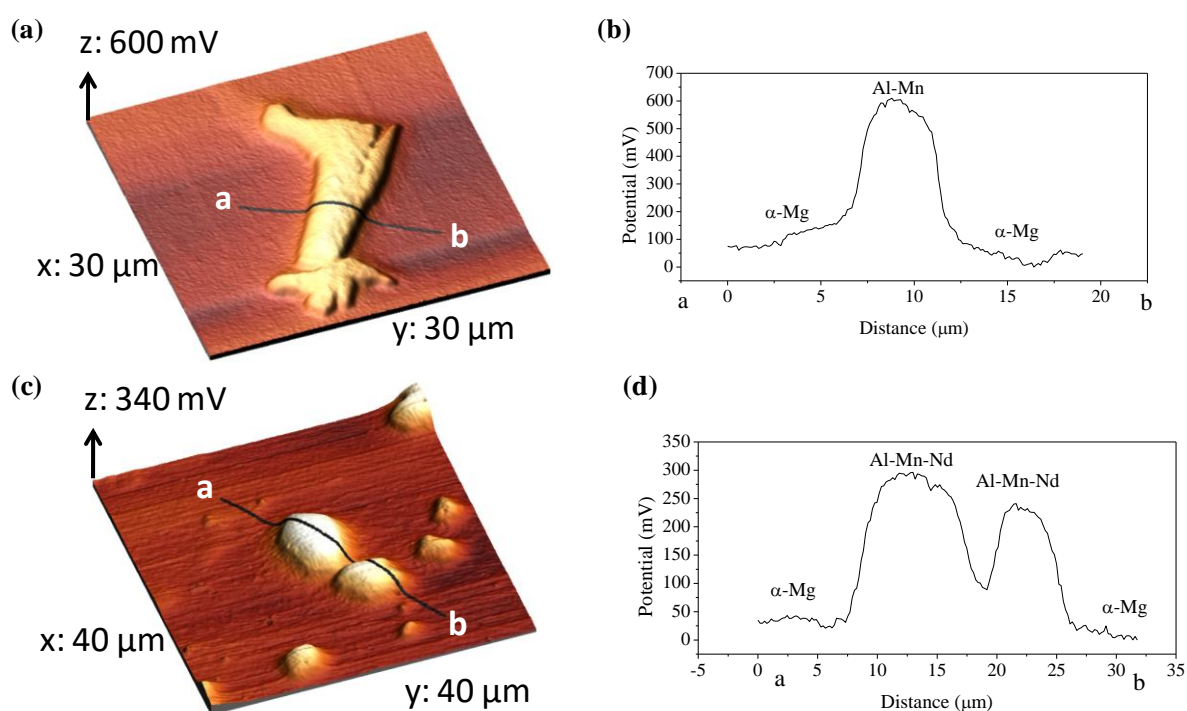 (a)
z: 600 mV
a
b
x: 30 μm
y: 30 μm
(b)
700
600
500
400
300
200
100
0
Potential (mV)
Al-Mn
α-Mg
α-Mg
0 5 10 15 20
a b
Distance (μm)
(c)
z: 340 mV
a
b
x: 40 μm
y: 40 μm
(d)
350
300
250
200
150
100
50
0
Potential (mV)
Al-Mn-Nd
Al-Mn-Nd
α-Mg
α-Mg
-5 0 5 10 15 20 25 30 35
a b
Distance (μm)